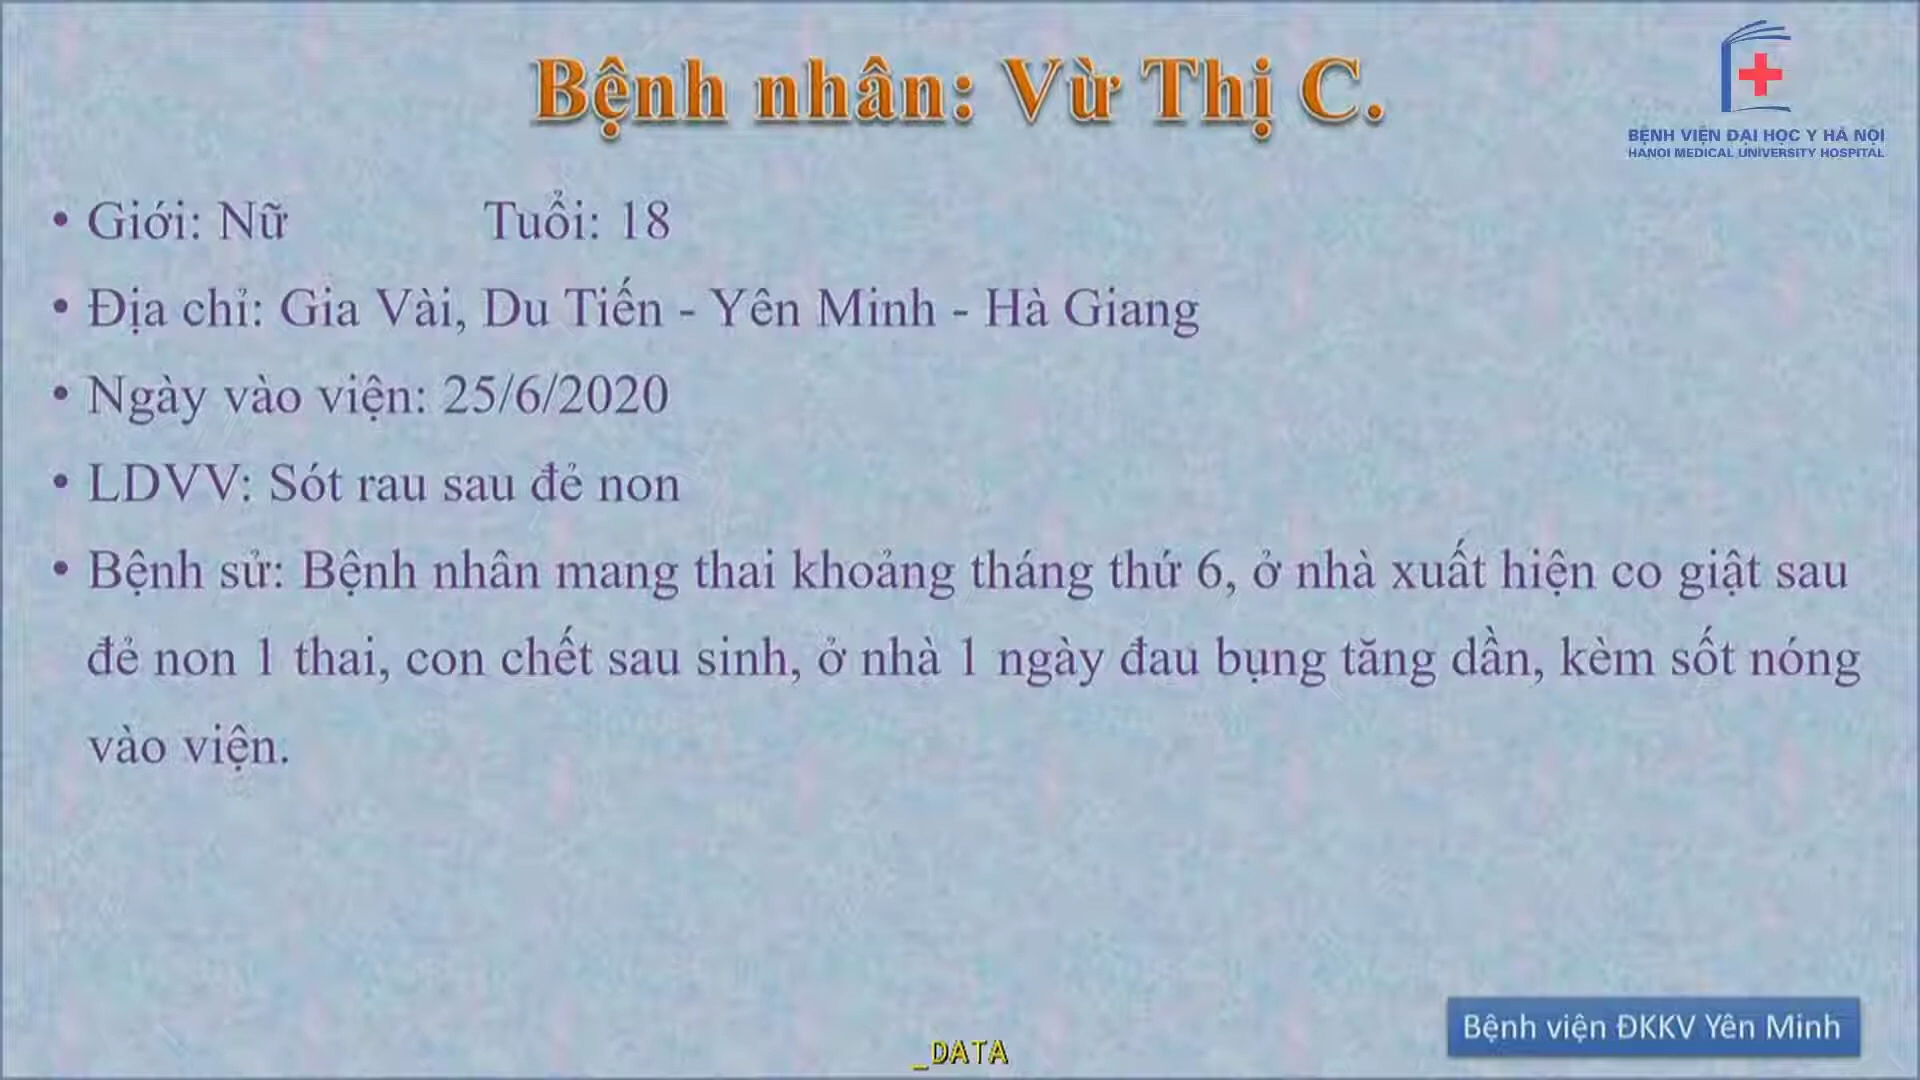 Bệnh nhân: Vừ Thị C.
BỆNH VIỆN ĐẠI HỌC Y HÀ NỘI
HANOI MEDICAL UNIVERSITY HOSPITAL
• Giới: Nữ Tuổi: 18
• Địa chỉ: Gia Vài, Du Tiến - Yên Minh - Hà Giang
• Ngày vào viện: 25/6/2020
• LDVV: Sót rau sau đẻ non
• Bệnh sử: Bệnh nhân mang thai khoảng tháng thứ 6, ở nhà xuất hiện co giật sau
đẻ non 1 thai, con chết sau sinh, ở nhà 1 ngày đau bụng tăng dần, kèm sốt nóng
vào viện.
Bệnh viện ĐKKV Yên Minh
_DATA